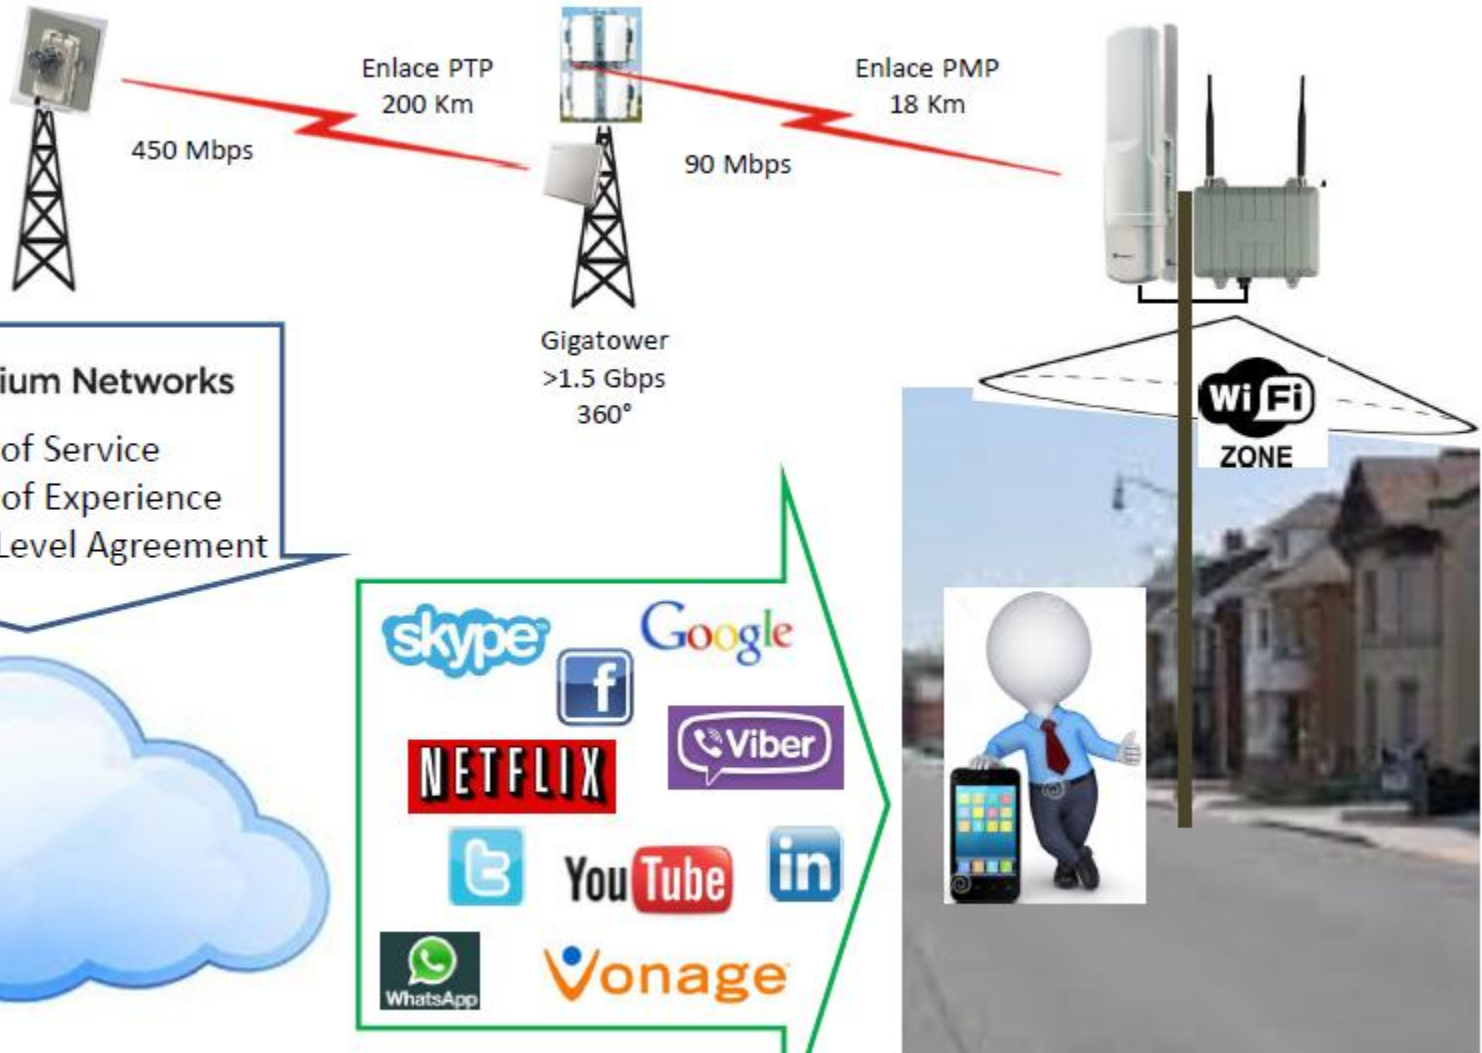 Enlace PTP
200 Km
450 Mbps
Enlace PMP
18 Km
90 Mbps
Gigatower
>1.5 Gbps
360°
ium Networks
of Service
of Experience
Level Agreement
Wi Fi
ZONE
skype
Google
f
Viber
NETFLIX
t
You Tube
in
WhatsApp
Vonage